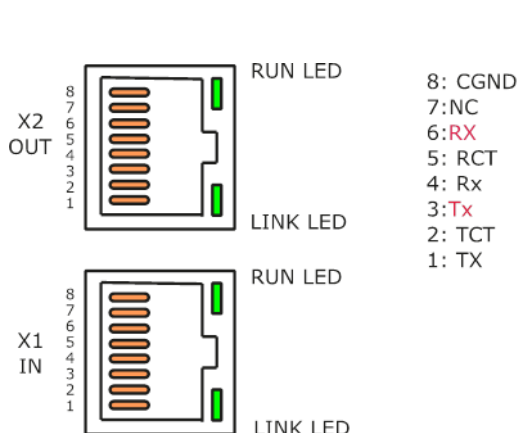 RUN LED
X2
OUT
8
7
6
5
4
3
2
1
LINK LED
RUN LED
X1
IN
8
7
6
5
4
3
2
1
LINK LED
8: CGND
7:NC
6:RX
5: RCT
4: Rx
3:Tx
2: TCT
1: TX